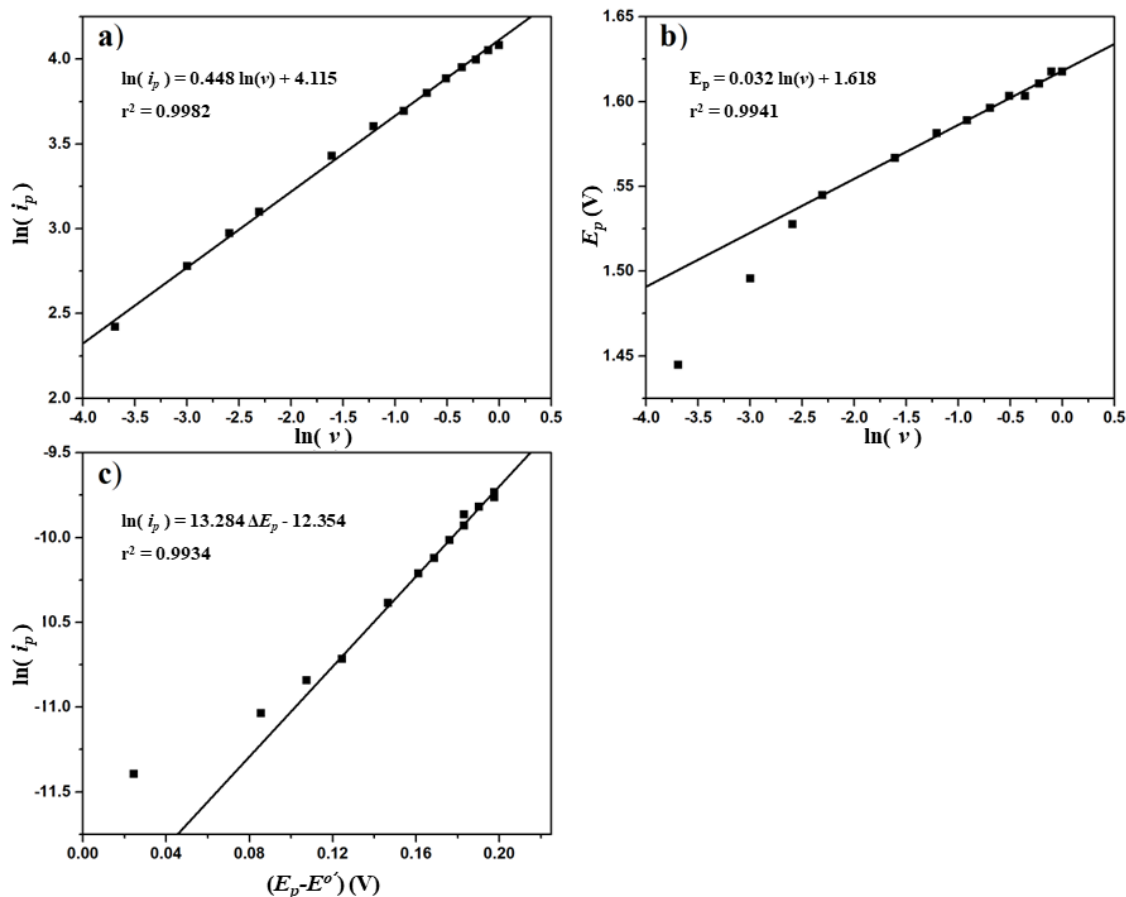 a)
ln( i_p ) = 0.448 ln(v) + 4.115
r² = 0.9982
4.0
3.5
3.0
2.5
2.0
ln( i_p )
-4.0 -3.5 -3.0 -2.5 -2.0 -1.5 -1.0 -0.5 0.0 0.5
ln( v )
b)
E_p = 0.032 ln(v) + 1.618
r² = 0.9941
1.65
1.60
1.55
1.50
1.45
E_p (V)
-4.0 -3.5 -3.0 -2.5 -2.0 -1.5 -1.0 -0.5 0.0 0.5
ln( v )
c)
ln( i_p ) = 13.284 ΔE_p - 12.354
r² = 0.9934
-9.5
-10.0
-10.5
-11.0
-11.5
ln( i_p )
0.00 0.04 0.08 0.12 0.16 0.20
(E_p-E^o′) (V)